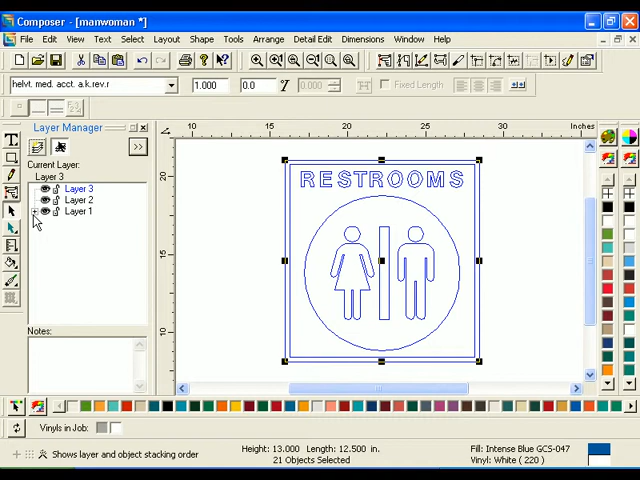 Composer - [manwoman *]
File Edit View Text Select Layout Shape Tools Arrange Detail Edit Dimensions Window Help
helvt. med. acct. a.k.rev.r 1.000 0.0 0.000 Fixed Length
Layer Manager
Current Layer:
Layer 3
Layer 3
Layer 2
Layer 1
Notes:
10 15 20 25 30 35 Inches
20
15
10
RESTROOMS
Vinyls in Job:
Shows layer and object stacking order
Height: 13.000 Length: 12.500 in.
21 Objects Selected
Fill: Intense Blue GCS-047
Vinyl: White ( 220 )